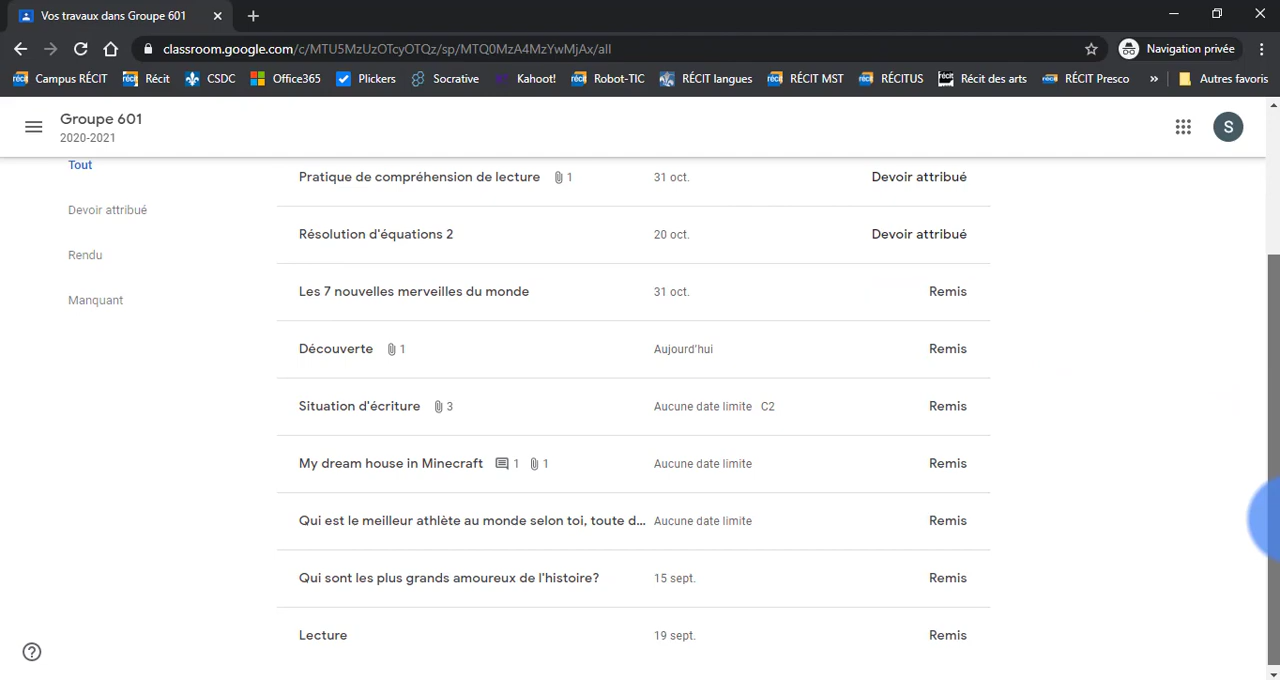 Vos travaux dans Groupe 601
classroom.google.com/c/MTU5MzUzOTcyOTQz/sp/MTQ0MzA4MzYwMjAx/all
Navigation privée
Campus RÉCIT
Récit
CSDC
Office365
Plickers
Socrative
Kahoot!
Robot-TIC
RÉCIT langues
RÉCIT MST
RÉCITUS
Récit des arts
RÉCIT Presco
»
Autres favoris
Groupe 601
2020-2021
S
Tout
Devoir attribué
Rendu
Manquant
Pratique de compréhension de lecture 1 31 oct. Devoir attribué
Résolution d'équations 2 20 oct. Devoir attribué
Les 7 nouvelles merveilles du monde 31 oct. Remis
Découverte 1 Aujourd'hui Remis
Situation d'écriture 3 Aucune date limite C2 Remis
My dream house in Minecraft 1 1 Aucune date limite Remis
Qui est le meilleur athlète au monde selon toi, toute d... Aucune date limite Remis
Qui sont les plus grands amoureux de l'histoire? 15 sept. Remis
Lecture 19 sept. Remis